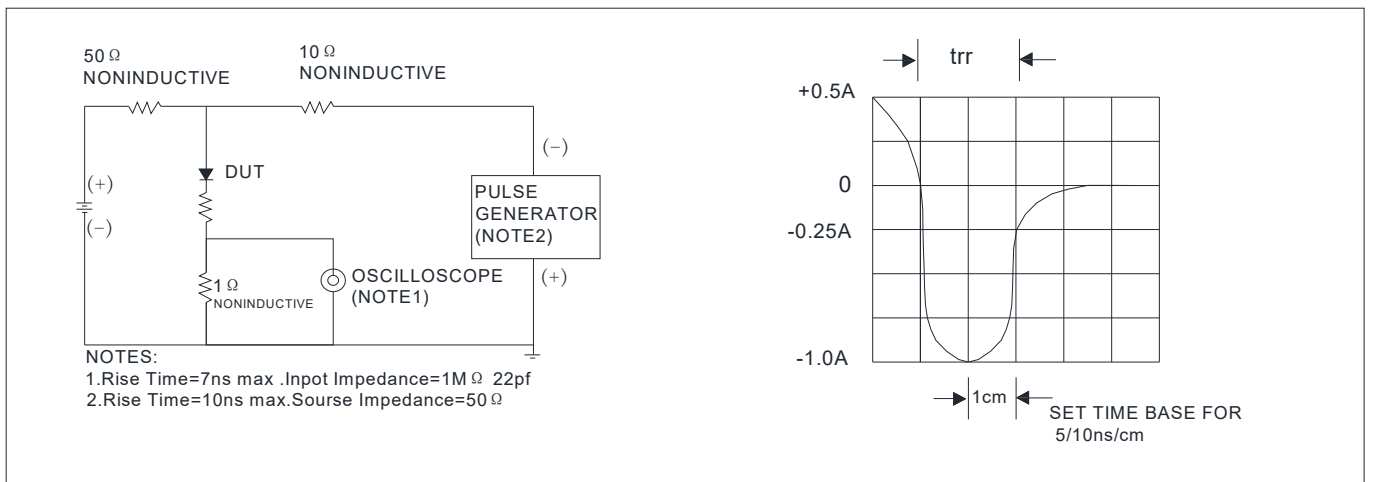 50 Ω
NONINDUCTIVE
10 Ω
NONINDUCTIVE
(+)
(−)
DUT
1 Ω
NONINDUCTIVE
OSCILLOSCOPE
(NOTE1)
(−)
PULSE
GENERATOR
(NOTE2)
(+)
NOTES:
1.Rise Time=7ns max .Inpot Impedance=1M Ω 22pf
2.Rise Time=10ns max.Sourse Impedance=50 Ω
trr
+0.5A
0
-0.25A
-1.0A
1cm
SET TIME BASE FOR
5/10ns/cm